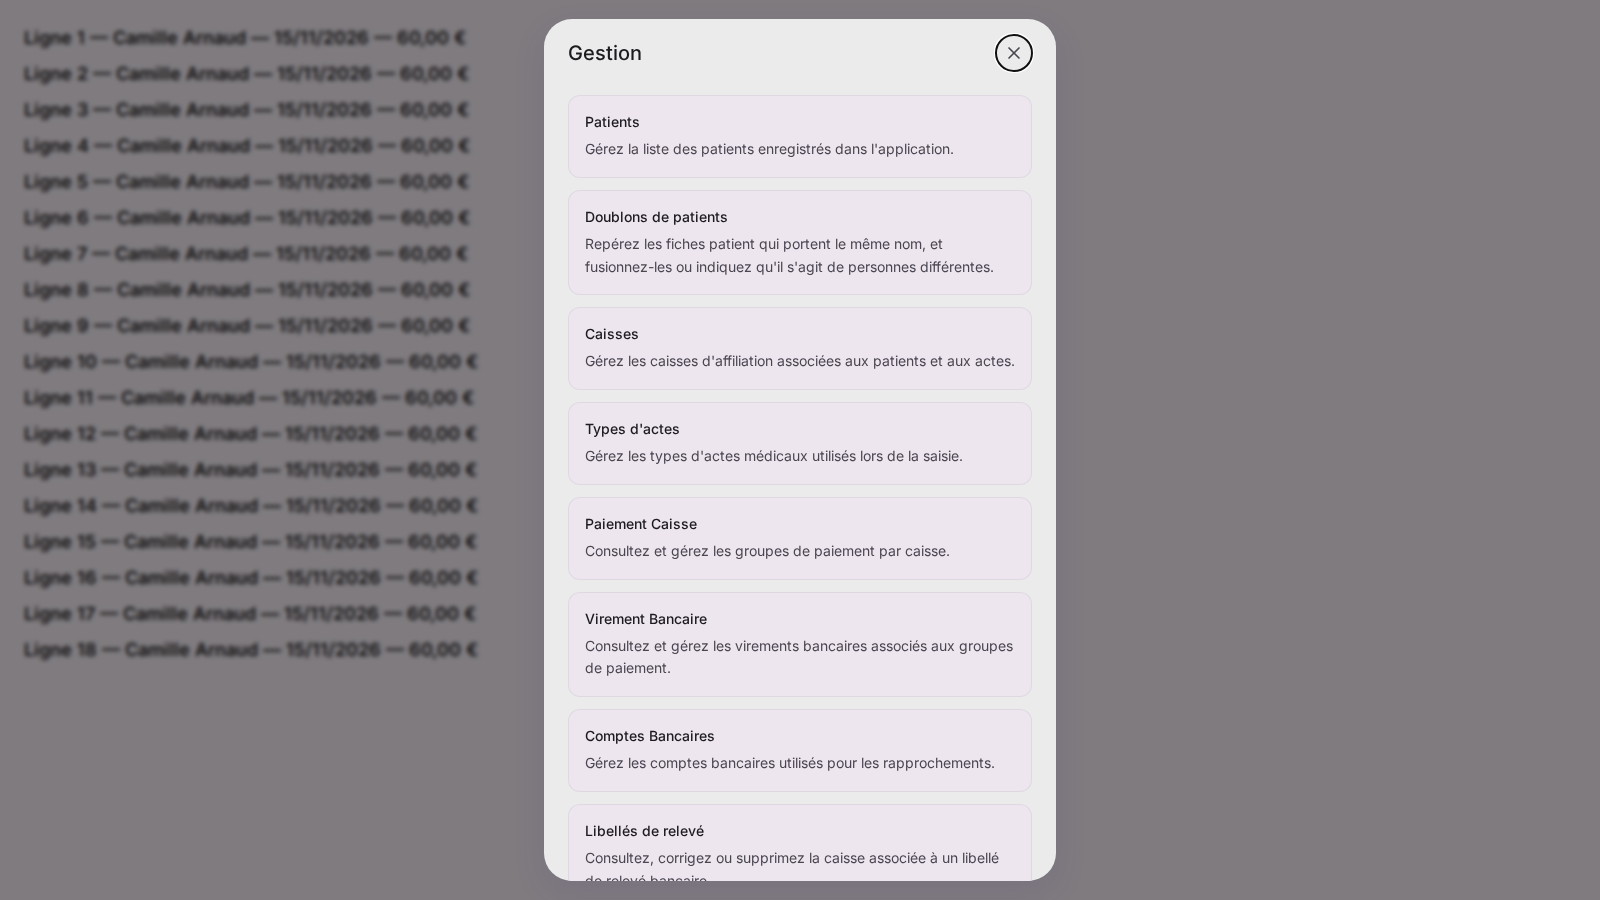 Ligne 1 — Camille Arnaud — 15/11/2026 — 60,00 €
Ligne 2 — Camille Arnaud — 15/11/2026 — 60,00 €
Ligne 3 — Camille Arnaud — 15/11/2026 — 60,00 €
Ligne 4 — Camille Arnaud — 15/11/2026 — 60,00 €
Ligne 5 — Camille Arnaud — 15/11/2026 — 60,00 €
Ligne 6 — Camille Arnaud — 15/11/2026 — 60,00 €
Ligne 7 — Camille Arnaud — 15/11/2026 — 60,00 €
Ligne 8 — Camille Arnaud — 15/11/2026 — 60,00 €
Ligne 9 — Camille Arnaud — 15/11/2026 — 60,00 €
Ligne 10 — Camille Arnaud — 15/11/2026 — 60,00 €
Ligne 11 — Camille Arnaud — 15/11/2026 — 60,00 €
Ligne 12 — Camille Arnaud — 15/11/2026 — 60,00 €
Ligne 13 — Camille Arnaud — 15/11/2026 — 60,00 €
Ligne 14 — Camille Arnaud — 15/11/2026 — 60,00 €
Ligne 15 — Camille Arnaud — 15/11/2026 — 60,00 €
Ligne 16 — Camille Arnaud — 15/11/2026 — 60,00 €
Ligne 17 — Camille Arnaud — 15/11/2026 — 60,00 €
Ligne 18 — Camille Arnaud — 15/11/2026 — 60,00 €
Gestion
Patients
Gérez la liste des patients enregistrés dans l'application.
Doublons de patients
Repérez les fiches patient qui portent le même nom, et
fusionnez-les ou indiquez qu'il s'agit de personnes différentes.
Caisses
Gérez les caisses d'affiliation associées aux patients et aux actes.
Types d'actes
Gérez les types d'actes médicaux utilisés lors de la saisie.
Paiement Caisse
Consultez et gérez les groupes de paiement par caisse.
Virement Bancaire
Consultez et gérez les virements bancaires associés aux groupes
de paiement.
Comptes Bancaires
Gérez les comptes bancaires utilisés pour les rapprochements.
Libellés de relevé
Consultez, corrigez ou supprimez la caisse associée à un libellé
de relevé bancaire.